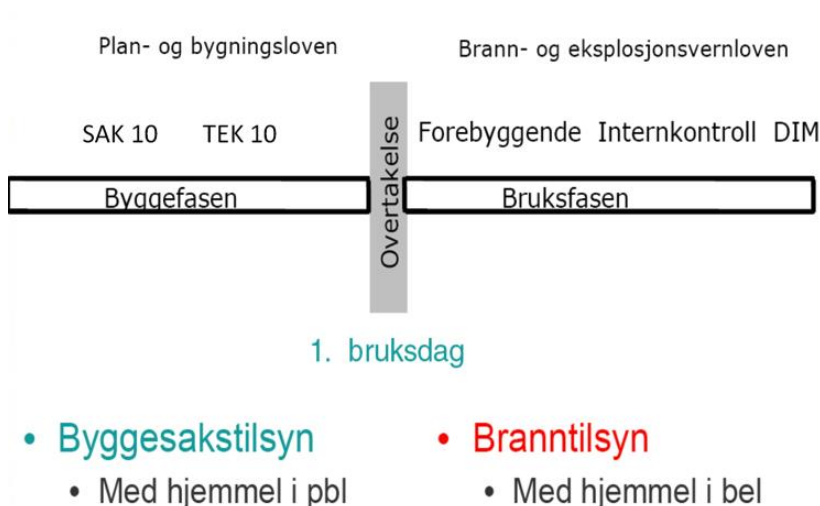 Plan- og bygningsloven
Brann- og eksplosjonsvernloven
SAK 10 TEK 10
Forebyggende Internkontroll DIM
Byggefasen
Overtakelse
Bruksfasen
1. bruksdag
• Byggesakstilsyn
• Med hjemmel i pbl
• Branntilsyn
• Med hjemmel i bel